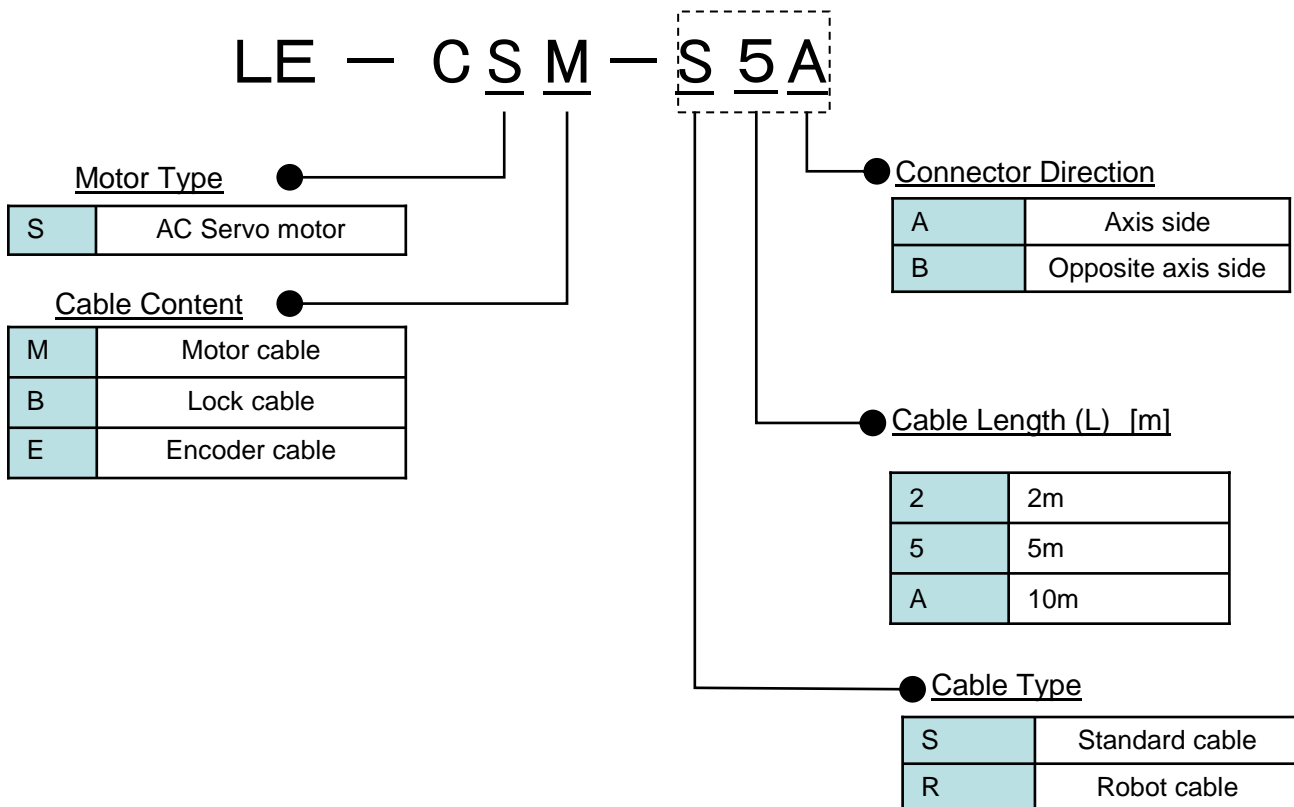 LE － CSM－S5A
Motor Type
S AC Servo motor
Cable Content
M Motor cable
B Lock cable
E Encoder cable
Connector Direction
A Axis side
B Opposite axis side
Cable Length (L) [m]
2 2m
5 5m
A 10m
Cable Type
S Standard cable
R Robot cable